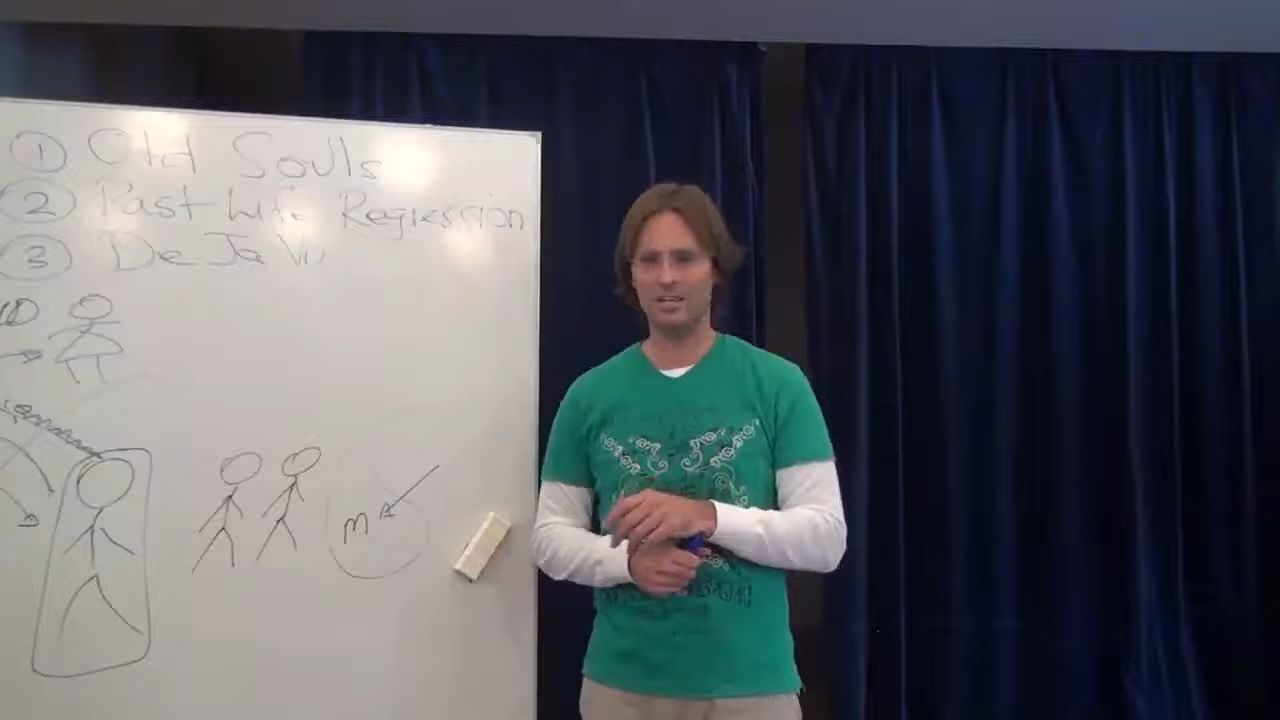 ① Old Souls
② Past Life Regression
③ De Ja Vu
m